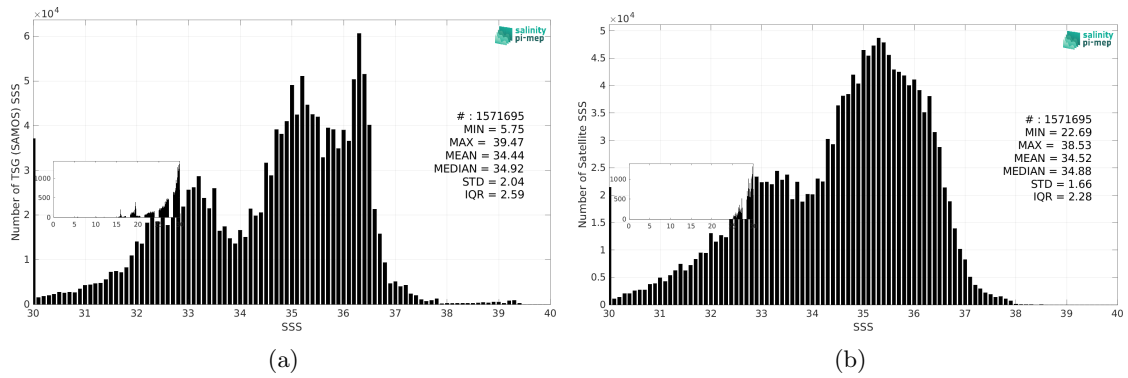 ×10⁴
salinity
pi-mep
Number of TSG (SAMOS) SSS
6
5
4
3
2
1
0
# : 1571695
MIN = 5.75
MAX = 39.47
MEAN = 34.44
MEDIAN = 34.92
STD = 2.04
IQR = 2.59
1000
500
0
0 5 10 15 20 25
30 31 32 33 34 35 36 37 38 39 40
SSS
(a)
×10⁴
salinity
pi-mep
Number of Satellite SSS
5
4.5
4
3.5
3
2.5
2
1.5
1
0.5
0
# : 1571695
MIN = 22.69
MAX = 38.53
MEAN = 34.52
MEDIAN = 34.88
STD = 1.66
IQR = 2.28
1000
500
0
0 5 10 15 20 25
30 31 32 33 34 35 36 37 38 39 40
SSS
(b)